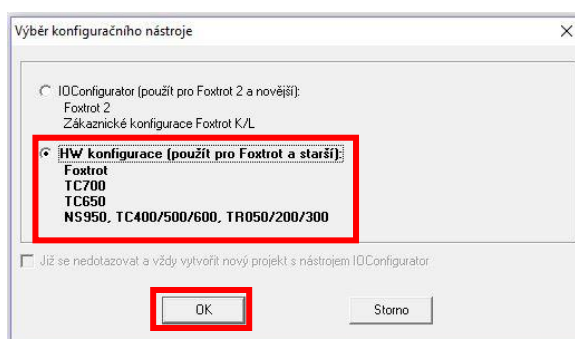 Výběr konfiguračního nástroje
IOConfigurator (použít pro Foxtrot 2 a novější):
Foxtrot 2
Zákaznické konfigurace Foxtrot K/L
HW konfigurace (použít pro Foxtrot a starší):
Foxtrot
TC700
TC650
NS950, TC400/500/600, TR050/200/300
Již se nedotazovat a vždy vytvořit nový projekt s nástrojem IOConfigurator
OK
Storno